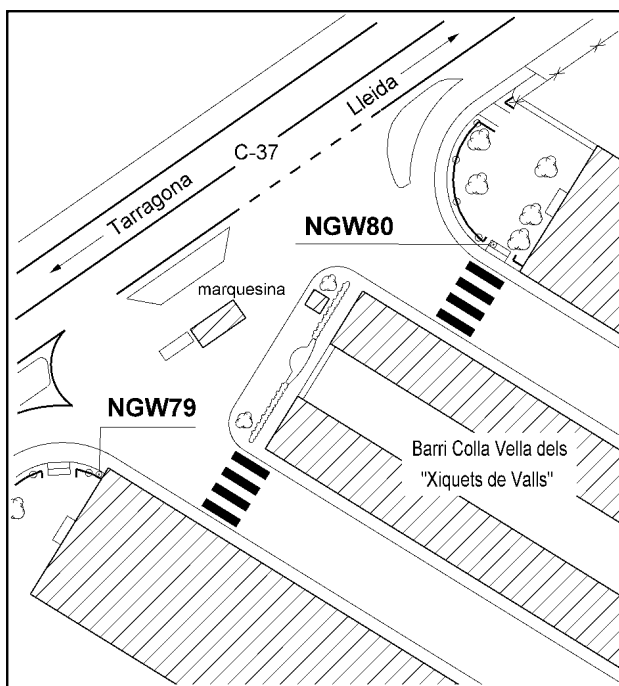 Lleida
C-37
Tarragona
NGW80
marquesina
NGW79
Barri Colla Vella dels
"Xiquets de Valls"